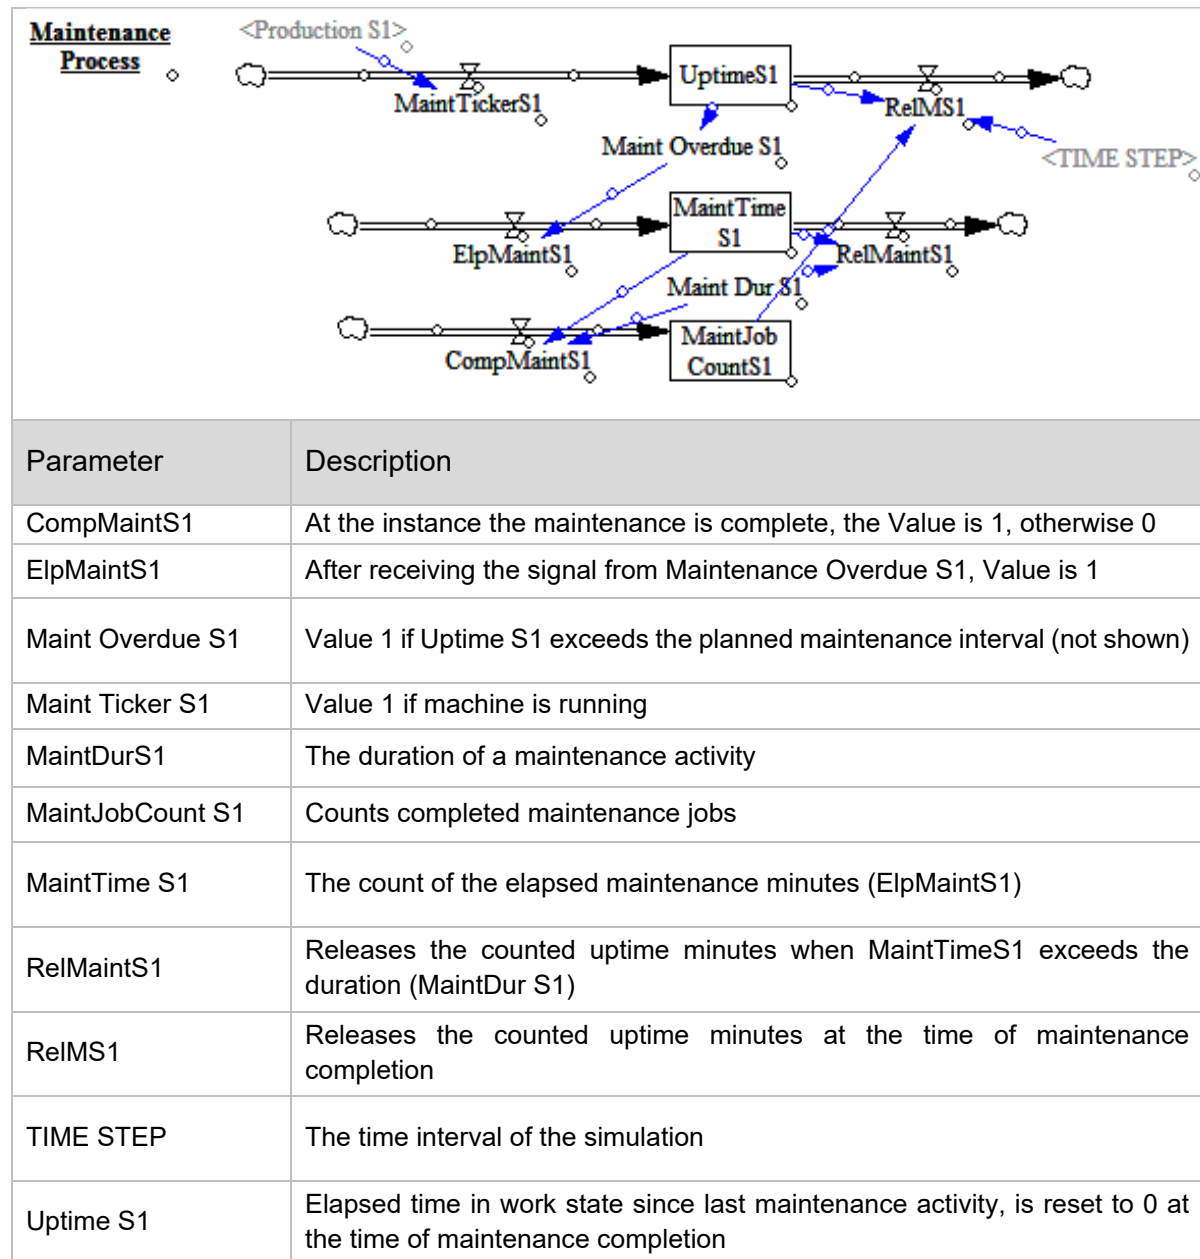 Maintenance
Process
<Production S1>
MaintTickerS1
UptimeS1
RelMS1
<TIME STEP>
Maint Overdue S1
ElpMaintS1
MaintTime
S1
RelMaintS1
Maint Dur S1
CompMaintS1
MaintJob
CountS1
Parameter Description
CompMaintS1 At the instance the maintenance is complete, the Value is 1, otherwise 0
ElpMaintS1 After receiving the signal from Maintenance Overdue S1, Value is 1
Maint Overdue S1 Value 1 if Uptime S1 exceeds the planned maintenance interval (not shown)
Maint Ticker S1 Value 1 if machine is running
MaintDurS1 The duration of a maintenance activity
MaintJobCount S1 Counts completed maintenance jobs
MaintTime S1 The count of the elapsed maintenance minutes (ElpMaintS1)
RelMaintS1 Releases the counted uptime minutes when MaintTimeS1 exceeds the
duration (MaintDur S1)
RelMS1 Releases the counted uptime minutes at the time of maintenance
completion
TIME STEP The time interval of the simulation
Uptime S1 Elapsed time in work state since last maintenance activity, is reset to 0 at
the time of maintenance completion